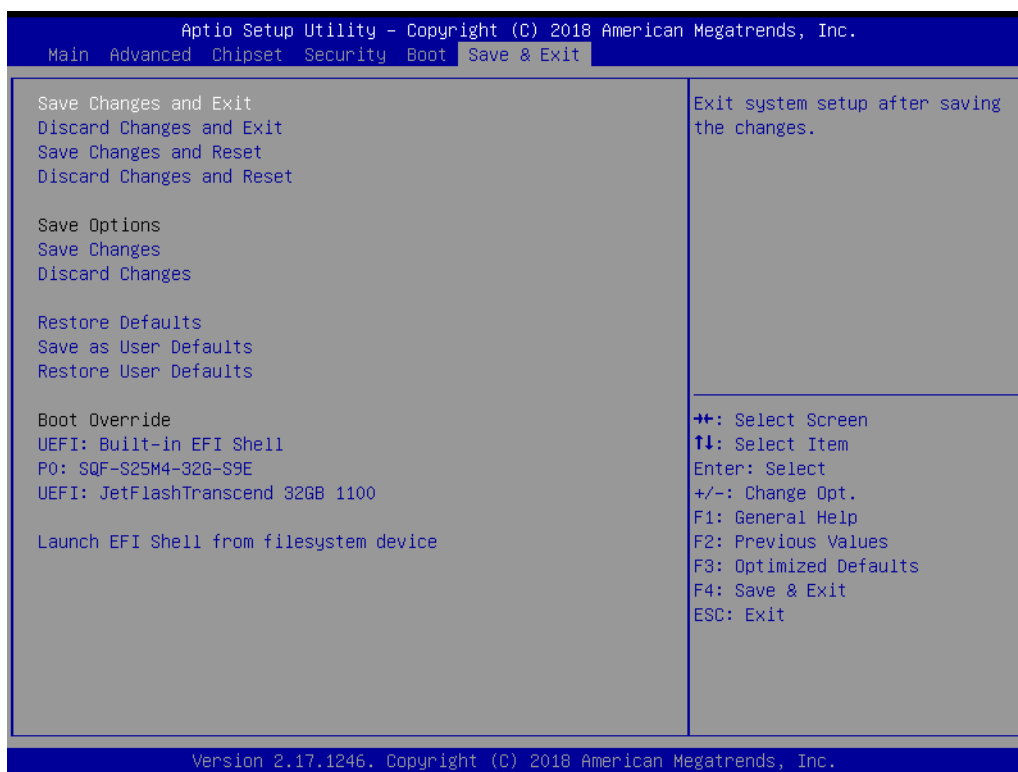 Aptio Setup Utility – Copyright (C) 2018 American Megatrends, Inc.
Main Advanced Chipset Security Boot Save & Exit
Save Changes and Exit
Discard Changes and Exit
Save Changes and Reset
Discard Changes and Reset
Save Options
Save Changes
Discard Changes
Restore Defaults
Save as User Defaults
Restore User Defaults
Boot Override
UEFI: Built-in EFI Shell
P0: SQF-S25M4-32G-S9E
UEFI: JetFlashTranscend 32GB 1100
Launch EFI Shell from filesystem device
Exit system setup after saving
the changes.
→←: Select Screen
↑↓: Select Item
Enter: Select
+/-: Change Opt.
F1: General Help
F2: Previous Values
F3: Optimized Defaults
F4: Save & Exit
ESC: Exit
Version 2.17.1246. Copyright (C) 2018 American Megatrends, Inc.